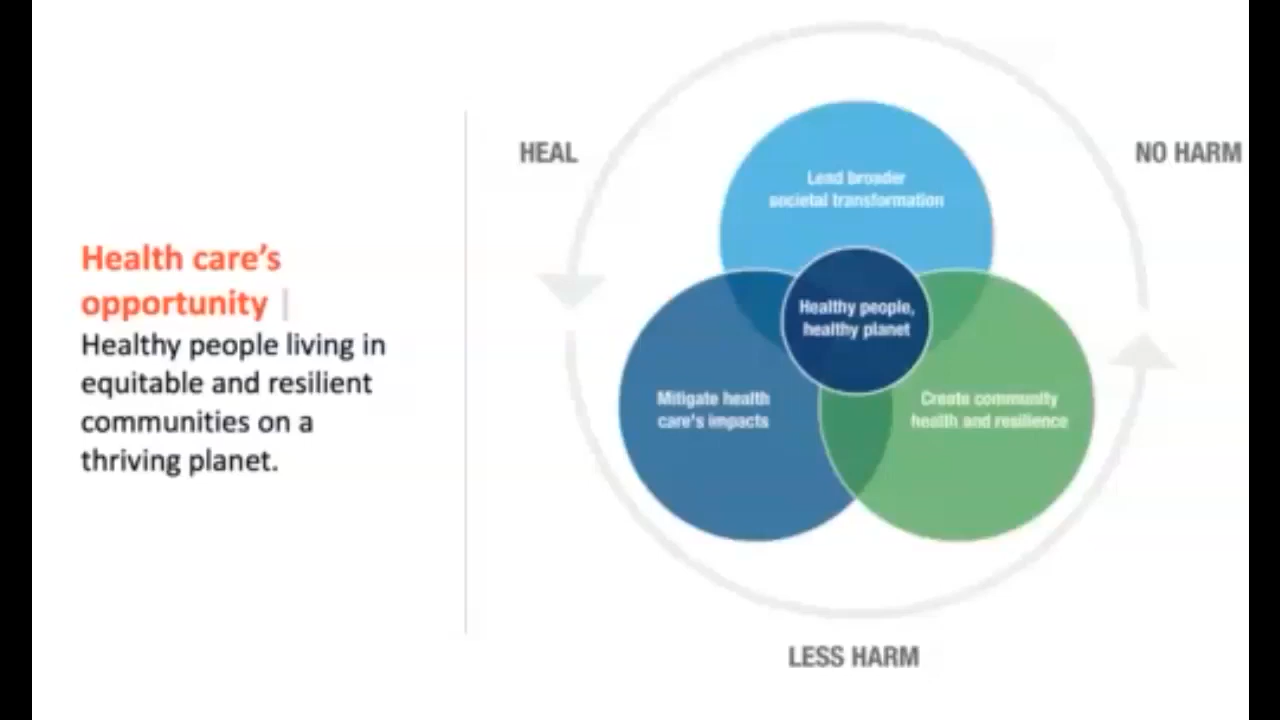 Health care's
opportunity |
Healthy people living in
equitable and resilient
communities on a
thriving planet.
HEAL
NO HARM
Lead broader
societal transformation
Healthy people,
healthy planet
Mitigate health
care's impacts
Create community
health and resilience
LESS HARM